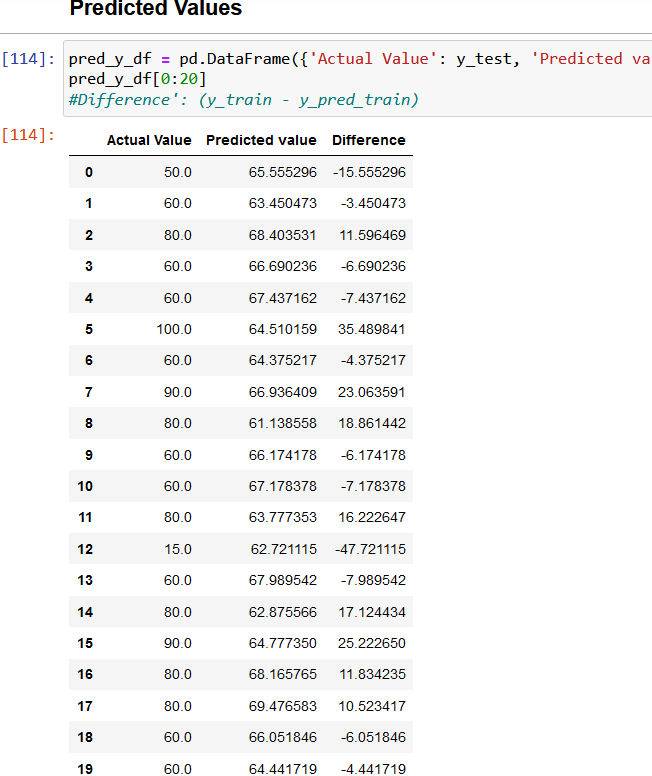 Predicted Values
[114]: pred_y_df = pd.DataFrame({'Actual Value': y_test, 'Predicted va
pred_y_df[0:20]
#Difference': (y_train - y_pred_train)
[114]:
Actual Value Predicted value Difference
0 50.0 65.555296 -15.555296
1 60.0 63.450473 -3.450473
2 80.0 68.403531 11.596469
3 60.0 66.690236 -6.690236
4 60.0 67.437162 -7.437162
5 100.0 64.510159 35.489841
6 60.0 64.375217 -4.375217
7 90.0 66.936409 23.063591
8 80.0 61.138558 18.861442
9 60.0 66.174178 -6.174178
10 60.0 67.178378 -7.178378
11 80.0 63.777353 16.222647
12 15.0 62.721115 -47.721115
13 60.0 67.989542 -7.989542
14 80.0 62.875566 17.124434
15 90.0 64.777350 25.222650
16 80.0 68.165765 11.834235
17 80.0 69.476583 10.523417
18 60.0 66.051846 -6.051846
19 60.0 64.441719 -4.441719